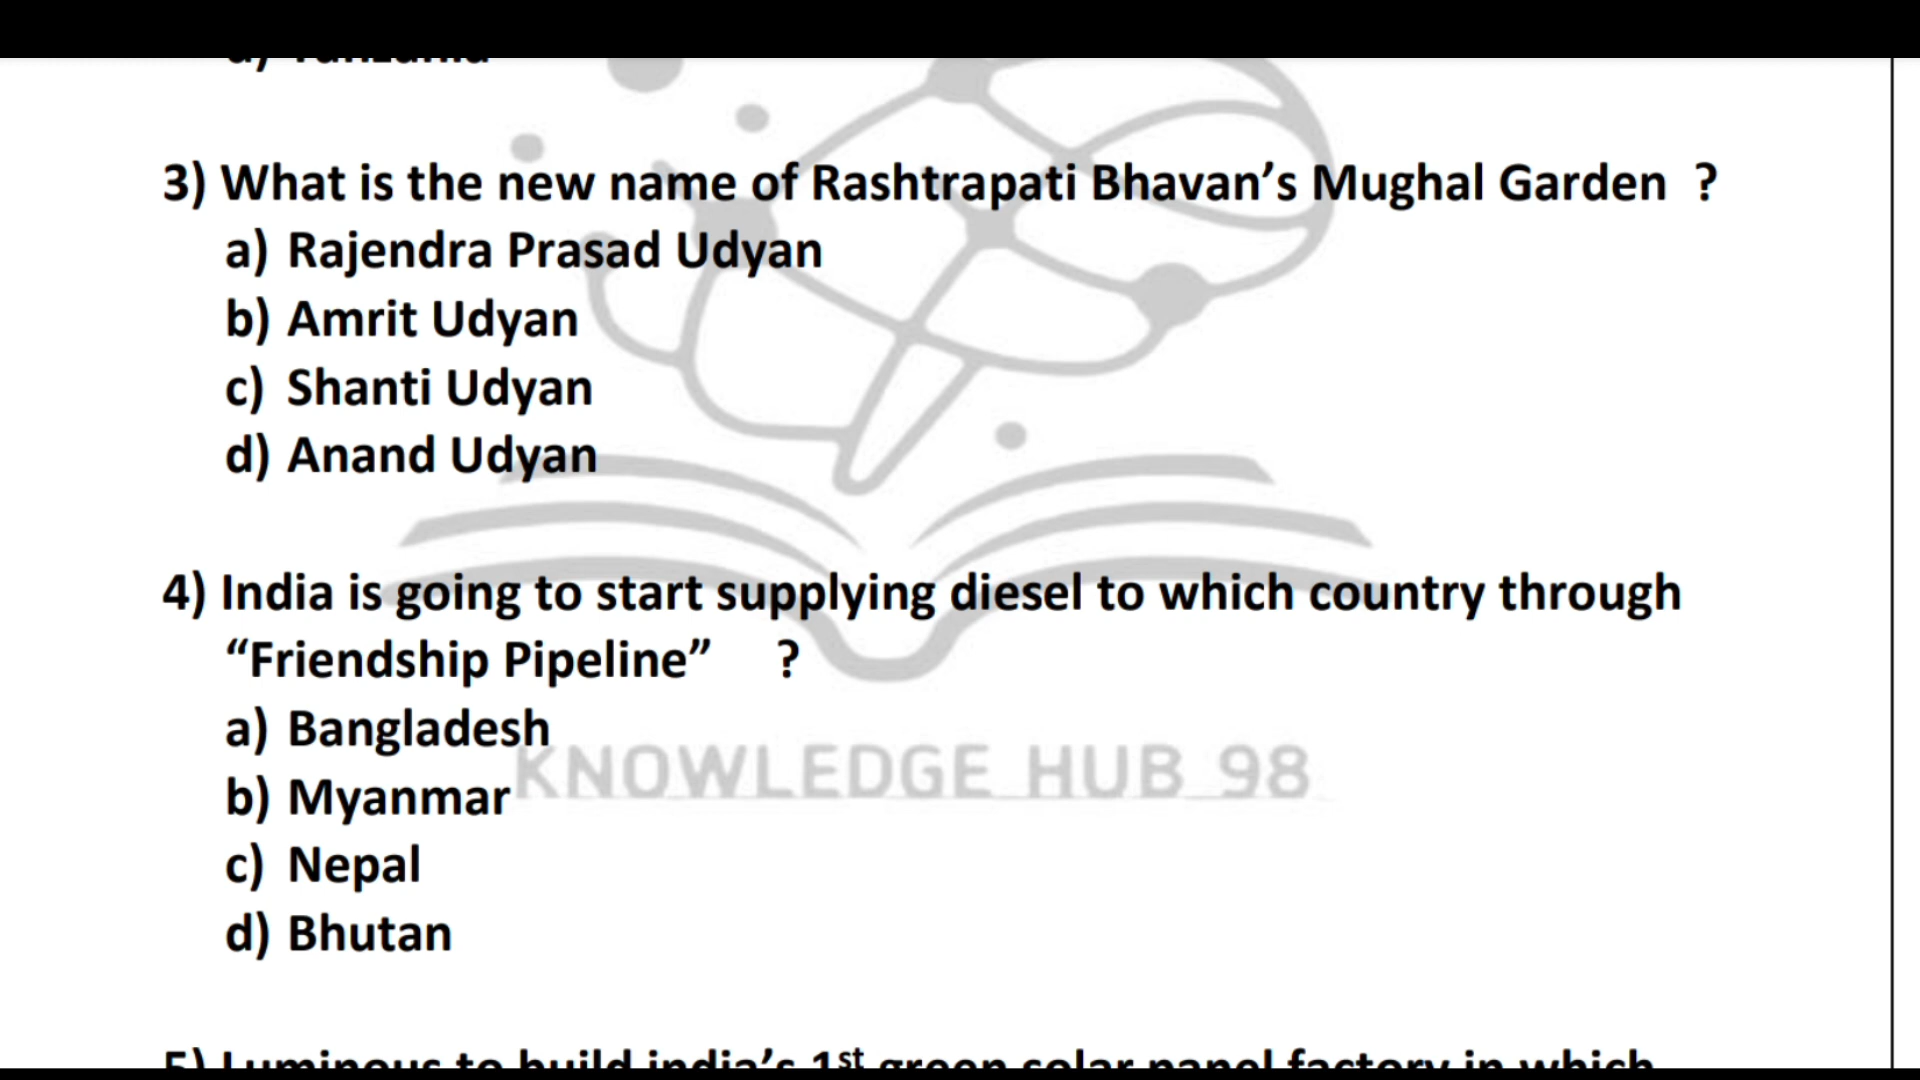 d) Tanzania
3) What is the new name of Rashtrapati Bhavan’s Mughal Garden ?
a) Rajendra Prasad Udyan
b) Amrit Udyan
c) Shanti Udyan
d) Anand Udyan
4) India is going to start supplying diesel to which country through
“Friendship Pipeline” ?
a) Bangladesh
KNOWLEDGE HUB 98
b) Myanmar
c) Nepal
d) Bhutan
5) Luminous to build india’s 1st green solar panel factory in which